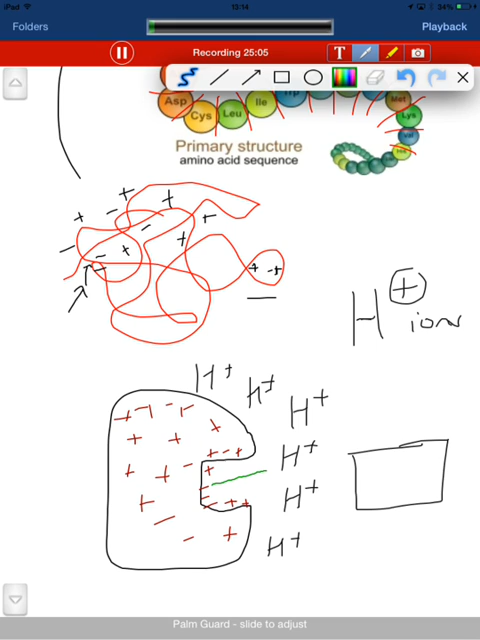 iPad 13:14 34%
Folders Playback
Recording 25:05
T
Asp Cys Leu Ile Trp Met Lys Val
Primary structure
amino acid sequence
+ + - + +
- - + - +
-
+ - +
H+ ions
H+ H+ H+
H+
H+
H+
Palm Guard - slide to adjust